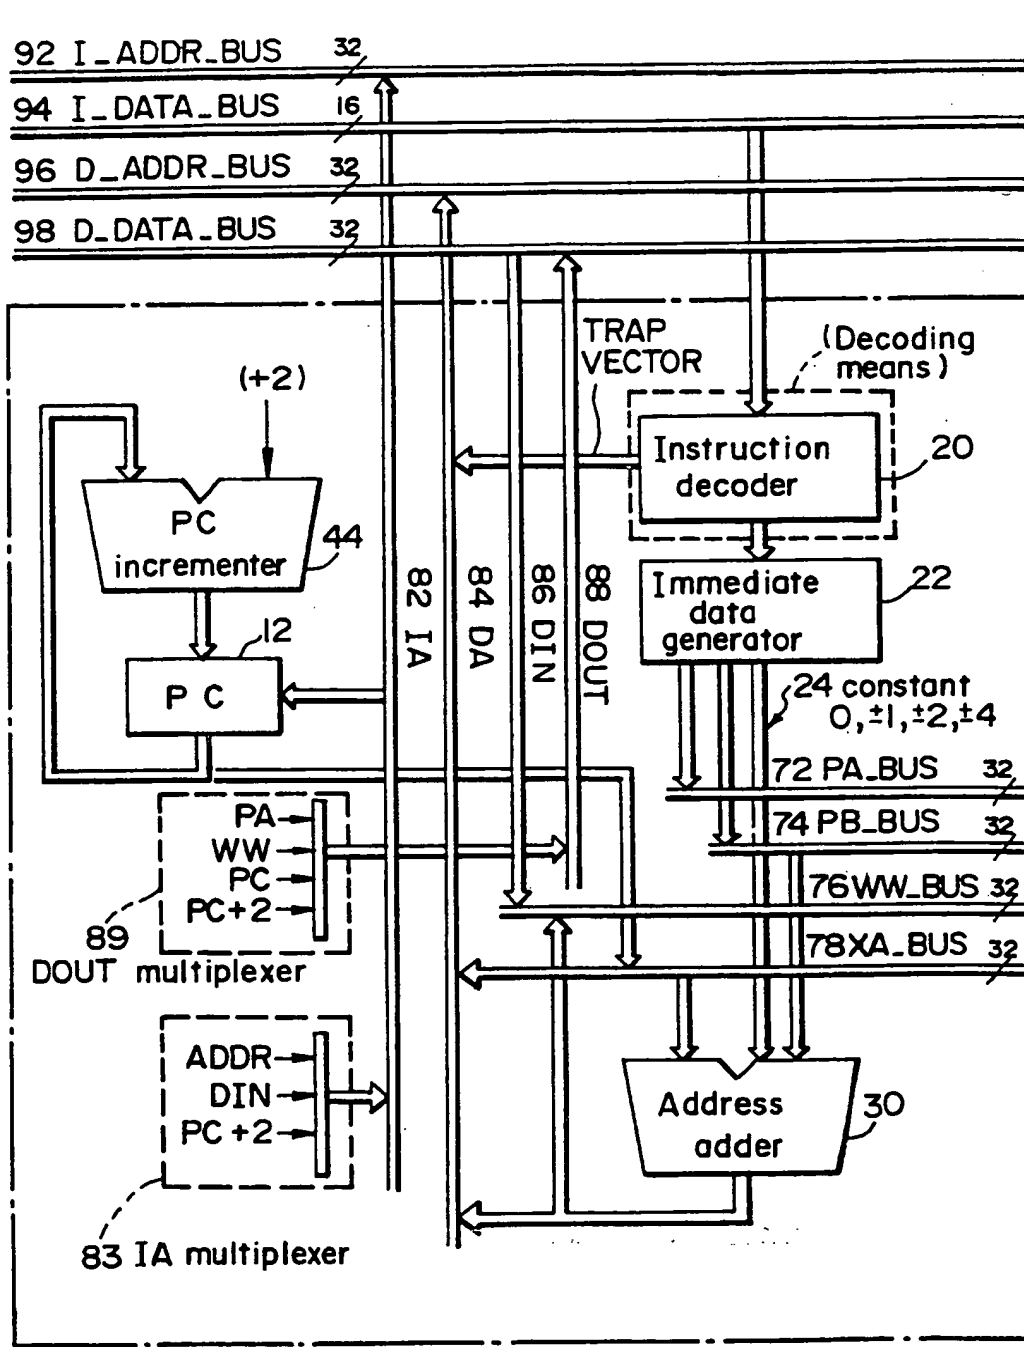 92 I_ADDR_BUS 32
94 I_DATA_BUS 16
96 D_ADDR_BUS 32
98 D_DATA_BUS 32
TRAP
VECTOR
(Decoding
means)
(+2)
Instruction
decoder
20
PC
incrementer
44
82 IA
84 DA
86 DIN
88 DOUT
Immediate
data
generator
22
12
PC
24 constant
0,±1,±2,±4
72 PA_BUS 32
74 PB_BUS 32
76 WW_BUS 32
78 XA_BUS 32
PA
WW
PC
PC+2
89
DOUT multiplexer
ADDR
DIN
PC+2
83 IA multiplexer
Address
adder
30